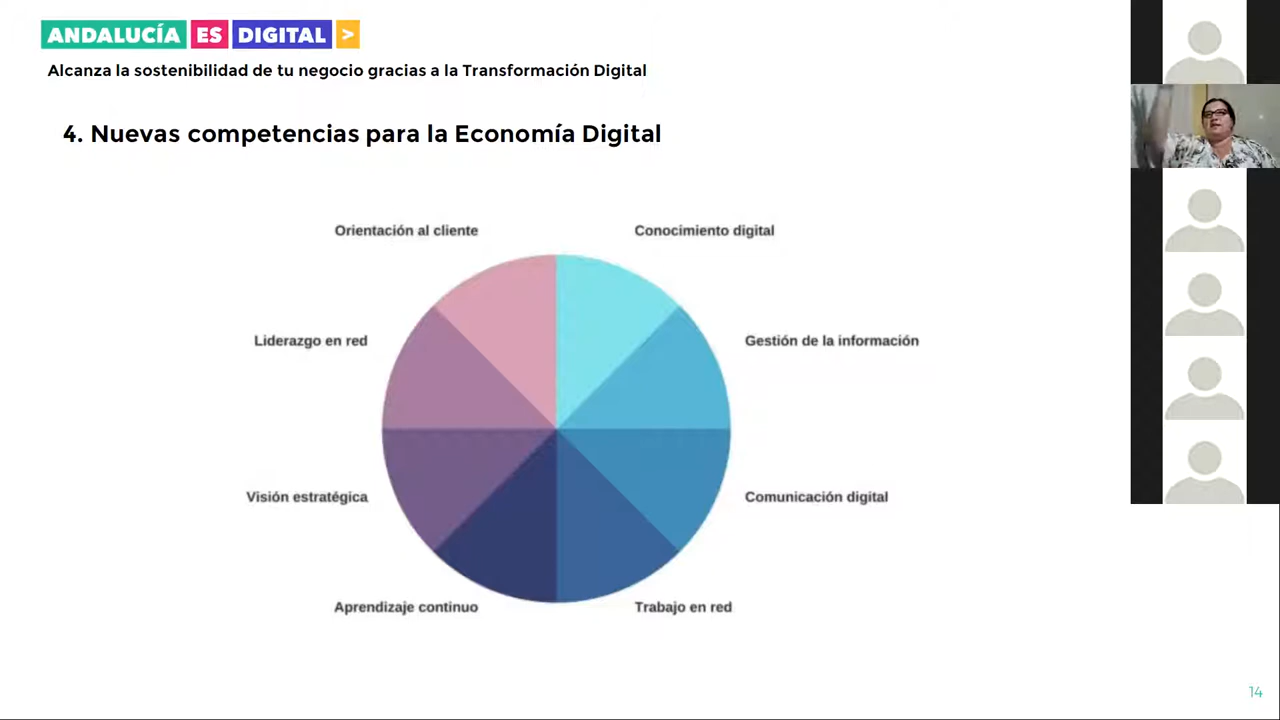 ANDALUCÍA ES DIGITAL >
Alcanza la sostenibilidad de tu negocio gracias a la Transformación Digital
4. Nuevas competencias para la Economía Digital
Orientación al cliente
Conocimiento digital
Liderazgo en red
Gestión de la información
Visión estratégica
Comunicación digital
Aprendizaje continuo
Trabajo en red
14